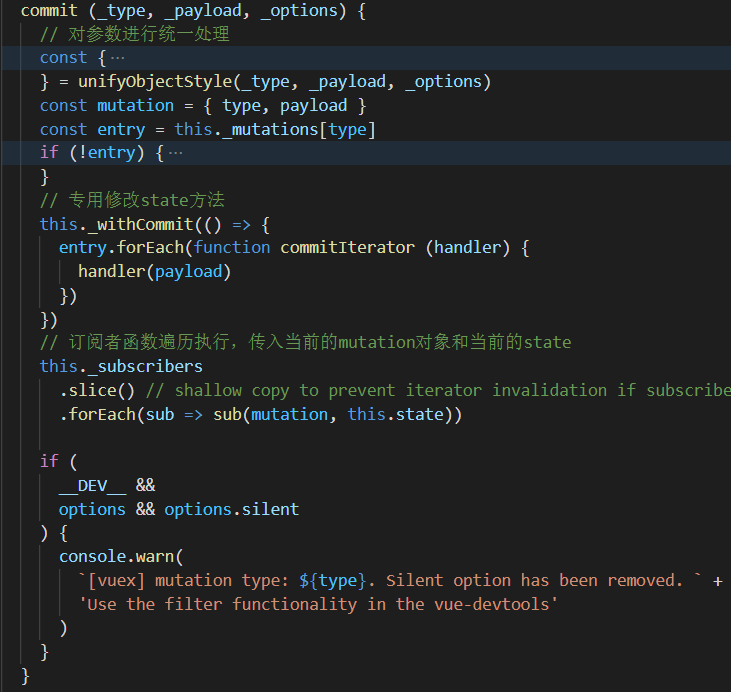 commit (_type, _payload, _options) {
// 对参数进行统一处理
const {···
} = unifyObjectStyle(_type, _payload, _options)
const mutation = { type, payload }
const entry = this._mutations[type]
if (!entry) {···
}
// 专用修改state方法
this._withCommit(() => {
entry.forEach(function commitIterator (handler) {
handler(payload)
})
})
// 订阅者函数遍历执行，传入当前的mutation对象和当前的state
this._subscribers
.slice() // shallow copy to prevent iterator invalidation if subscribe
.forEach(sub => sub(mutation, this.state))
if (
__DEV__ &&
options && options.silent
) {
console.warn(
`[vuex] mutation type: ${type}. Silent option has been removed. ` +
'Use the filter functionality in the vue-devtools'
)
}
}